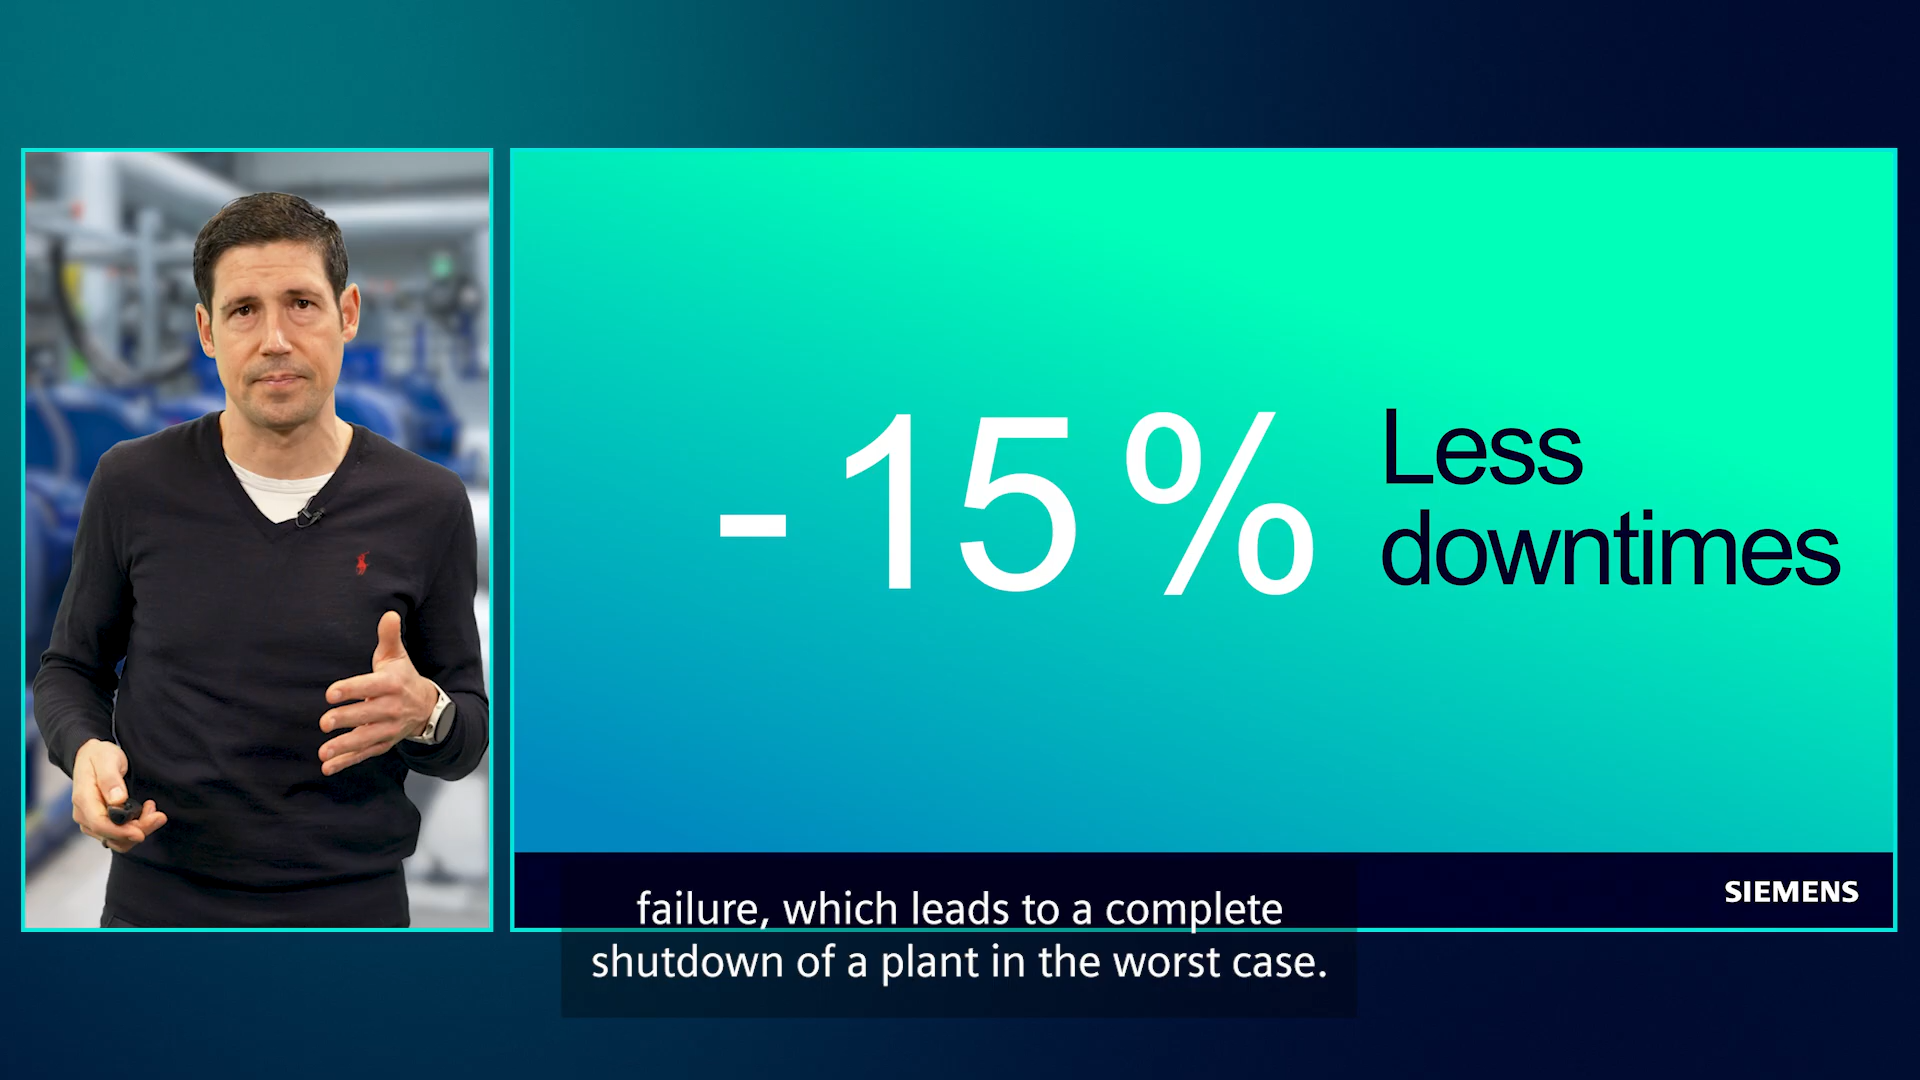 -15%
Less
downtimes
SIEMENS
failure, which leads to a complete
shutdown of a plant in the worst case.